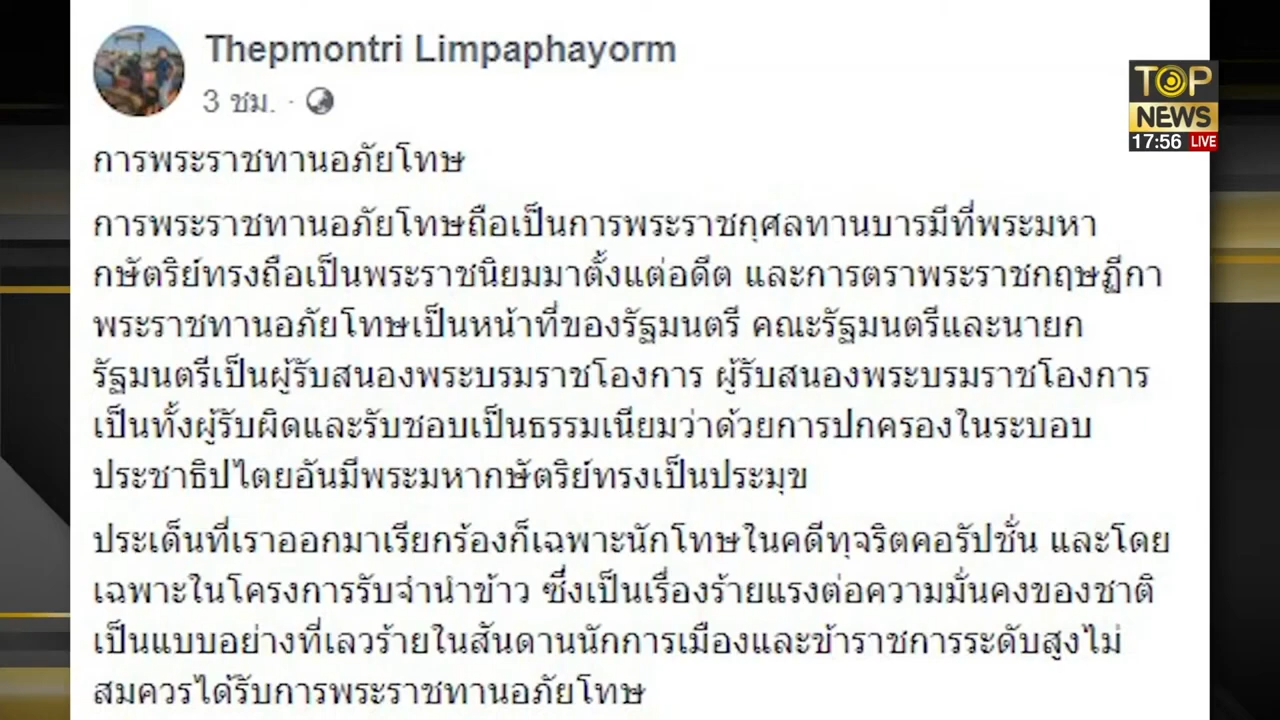 Thepmontri Limpaphayorm
3 ชม. ·
TOP
NEWS
17:56 LIVE
การพระราชทานอภัยโทษ
การพระราชทานอภัยโทษถือเป็นการพระราชกุศลทานบารมีที่พระมหา
กษัตริย์ทรงถือเป็นพระราชนิยมมาตั้งแต่อดีต และการตราพระราชกฤษฏีกา
พระราชทานอภัยโทษเป็นหน้าที่ของรัฐมนตรี คณะรัฐมนตรีและนายก
รัฐมนตรีเป็นผู้รับสนองพระบรมราชโองการ ผู้รับสนองพระบรมราชโองการ
เป็นทั้งผู้รับผิดและรับชอบเป็นธรรมเนียมว่าด้วยการปกครองในระบอบ
ประชาธิปไตยอันมีพระมหากษัตริย์ทรงเป็นประมุข
ประเด็นที่เราออกมาเรียกร้องก็เฉพาะนักโทษในคดีทุจริตคอรัปชั่น และโดย
เฉพาะในโครงการรับจำนำข้าว ซึ่งเป็นเรื่องร้ายแรงต่อความมั่นคงของชาติ
เป็นแบบอย่างที่เลวร้ายในสันดานนักการเมืองและข้าราชการระดับสูงไม่
สมควรได้รับการพระราชทานอภัยโทษ